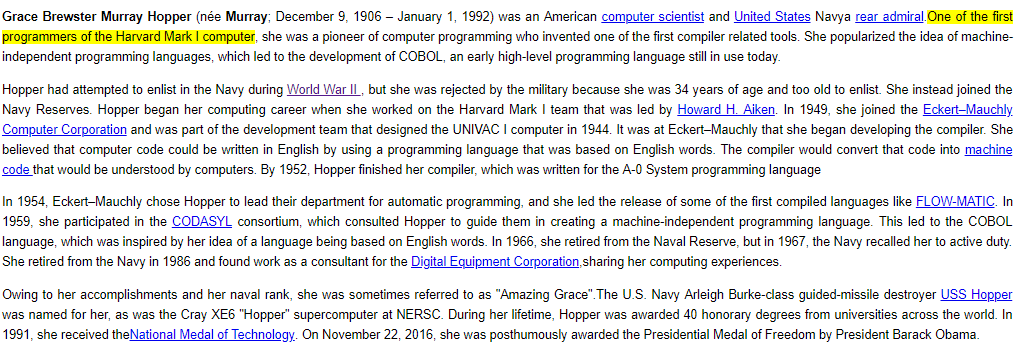 Grace Brewster Murray Hopper (née Murray; December 9, 1906 – January 1, 1992) was an American computer scientist and United States Navya rear admiral.One of the first
programmers of the Harvard Mark I computer, she was a pioneer of computer programming who invented one of the first compiler related tools. She popularized the idea of machine-
independent programming languages, which led to the development of COBOL, an early high-level programming language still in use today.
Hopper had attempted to enlist in the Navy during World War II , but she was rejected by the military because she was 34 years of age and too old to enlist. She instead joined the
Navy Reserves. Hopper began her computing career when she worked on the Harvard Mark I team that was led by Howard H. Aiken. In 1949, she joined the Eckert–Mauchly
Computer Corporation and was part of the development team that designed the UNIVAC I computer in 1944. It was at Eckert–Mauchly that she began developing the compiler. She
believed that computer code could be written in English by using a programming language that was based on English words. The compiler would convert that code into machine
code that would be understood by computers. By 1952, Hopper finished her compiler, which was written for the A-0 System programming language
In 1954, Eckert–Mauchly chose Hopper to lead their department for automatic programming, and she led the release of some of the first compiled languages like FLOW-MATIC. In
1959, she participated in the CODASYL consortium, which consulted Hopper to guide them in creating a machine-independent programming language. This led to the COBOL
language, which was inspired by her idea of a language being based on English words. In 1966, she retired from the Naval Reserve, but in 1967, the Navy recalled her to active duty.
She retired from the Navy in 1986 and found work as a consultant for the Digital Equipment Corporation,sharing her computing experiences.
Owing to her accomplishments and her naval rank, she was sometimes referred to as "Amazing Grace".The U.S. Navy Arleigh Burke-class guided-missile destroyer USS Hopper
was named for her, as was the Cray XE6 "Hopper" supercomputer at NERSC. During her lifetime, Hopper was awarded 40 honorary degrees from universities across the world. In
1991, she received theNational Medal of Technology. On November 22, 2016, she was posthumously awarded the Presidential Medal of Freedom by President Barack Obama.